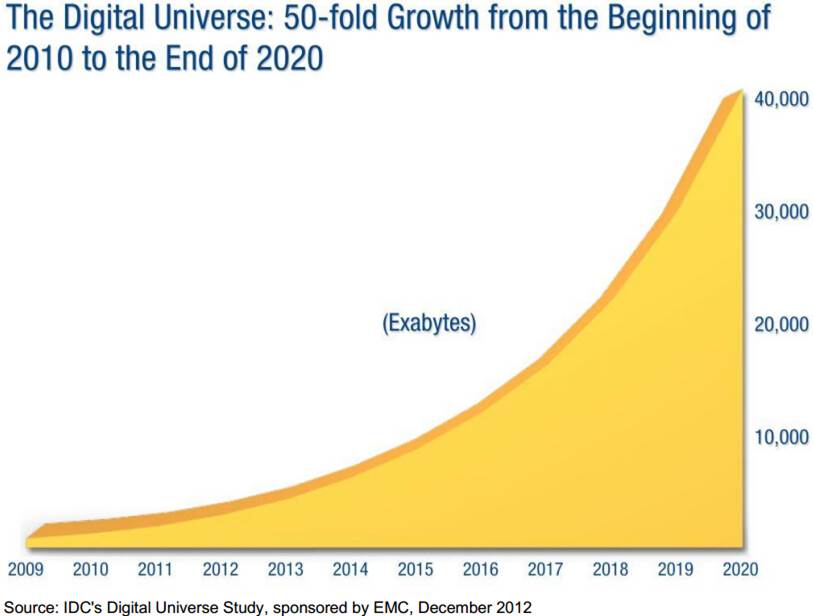 The Digital Universe: 50-fold Growth from the Beginning of
2010 to the End of 2020
40,000
30,000
(Exabytes)
20,000
10,000
2009 2010 2011 2012 2013 2014 2015 2016 2017 2018 2019 2020
Source: IDC's Digital Universe Study, sponsored by EMC, December 2012